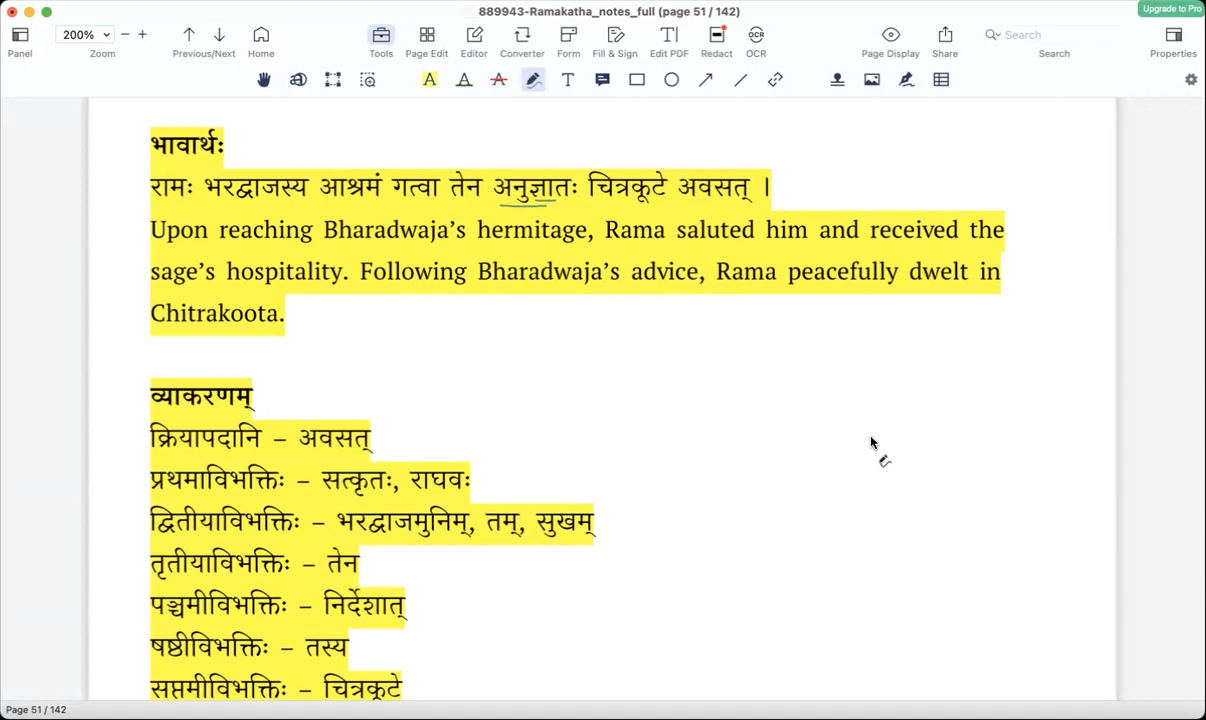 889943-Ramakatha_notes_full (page 51 / 142)
Upgrade to Pro
200%
Panel
Zoom
Previous/Next
Home
Tools
Page Edit
Editor
Converter
Form
Fill & Sign
Edit PDF
Redact
OCR
OCR
Page Display
Share
Search
Search
Properties
A A A T
भावार्थः
रामः भरद्वाजस्य आश्रमं गत्वा तेन अनुज्ञातः चित्रकूटे अवसत् ।
Upon reaching Bharadwaja’s hermitage, Rama saluted him and received the
sage’s hospitality. Following Bharadwaja’s advice, Rama peacefully dwelt in
Chitrakoota.
व्याकरणम्
क्रियापदानि – अवसत्
प्रथमाविभक्तिः – सत्कृतः, राघवः
द्वितीयाविभक्तिः – भरद्वाजमुनिम्, तम्, सुखम्
तृतीयाविभक्तिः – तेन
पञ्चमीविभक्तिः – निर्देशात्
षष्ठीविभक्तिः – तस्य
सप्तमीविभक्तिः – चित्रकूटे
Page 51 / 142